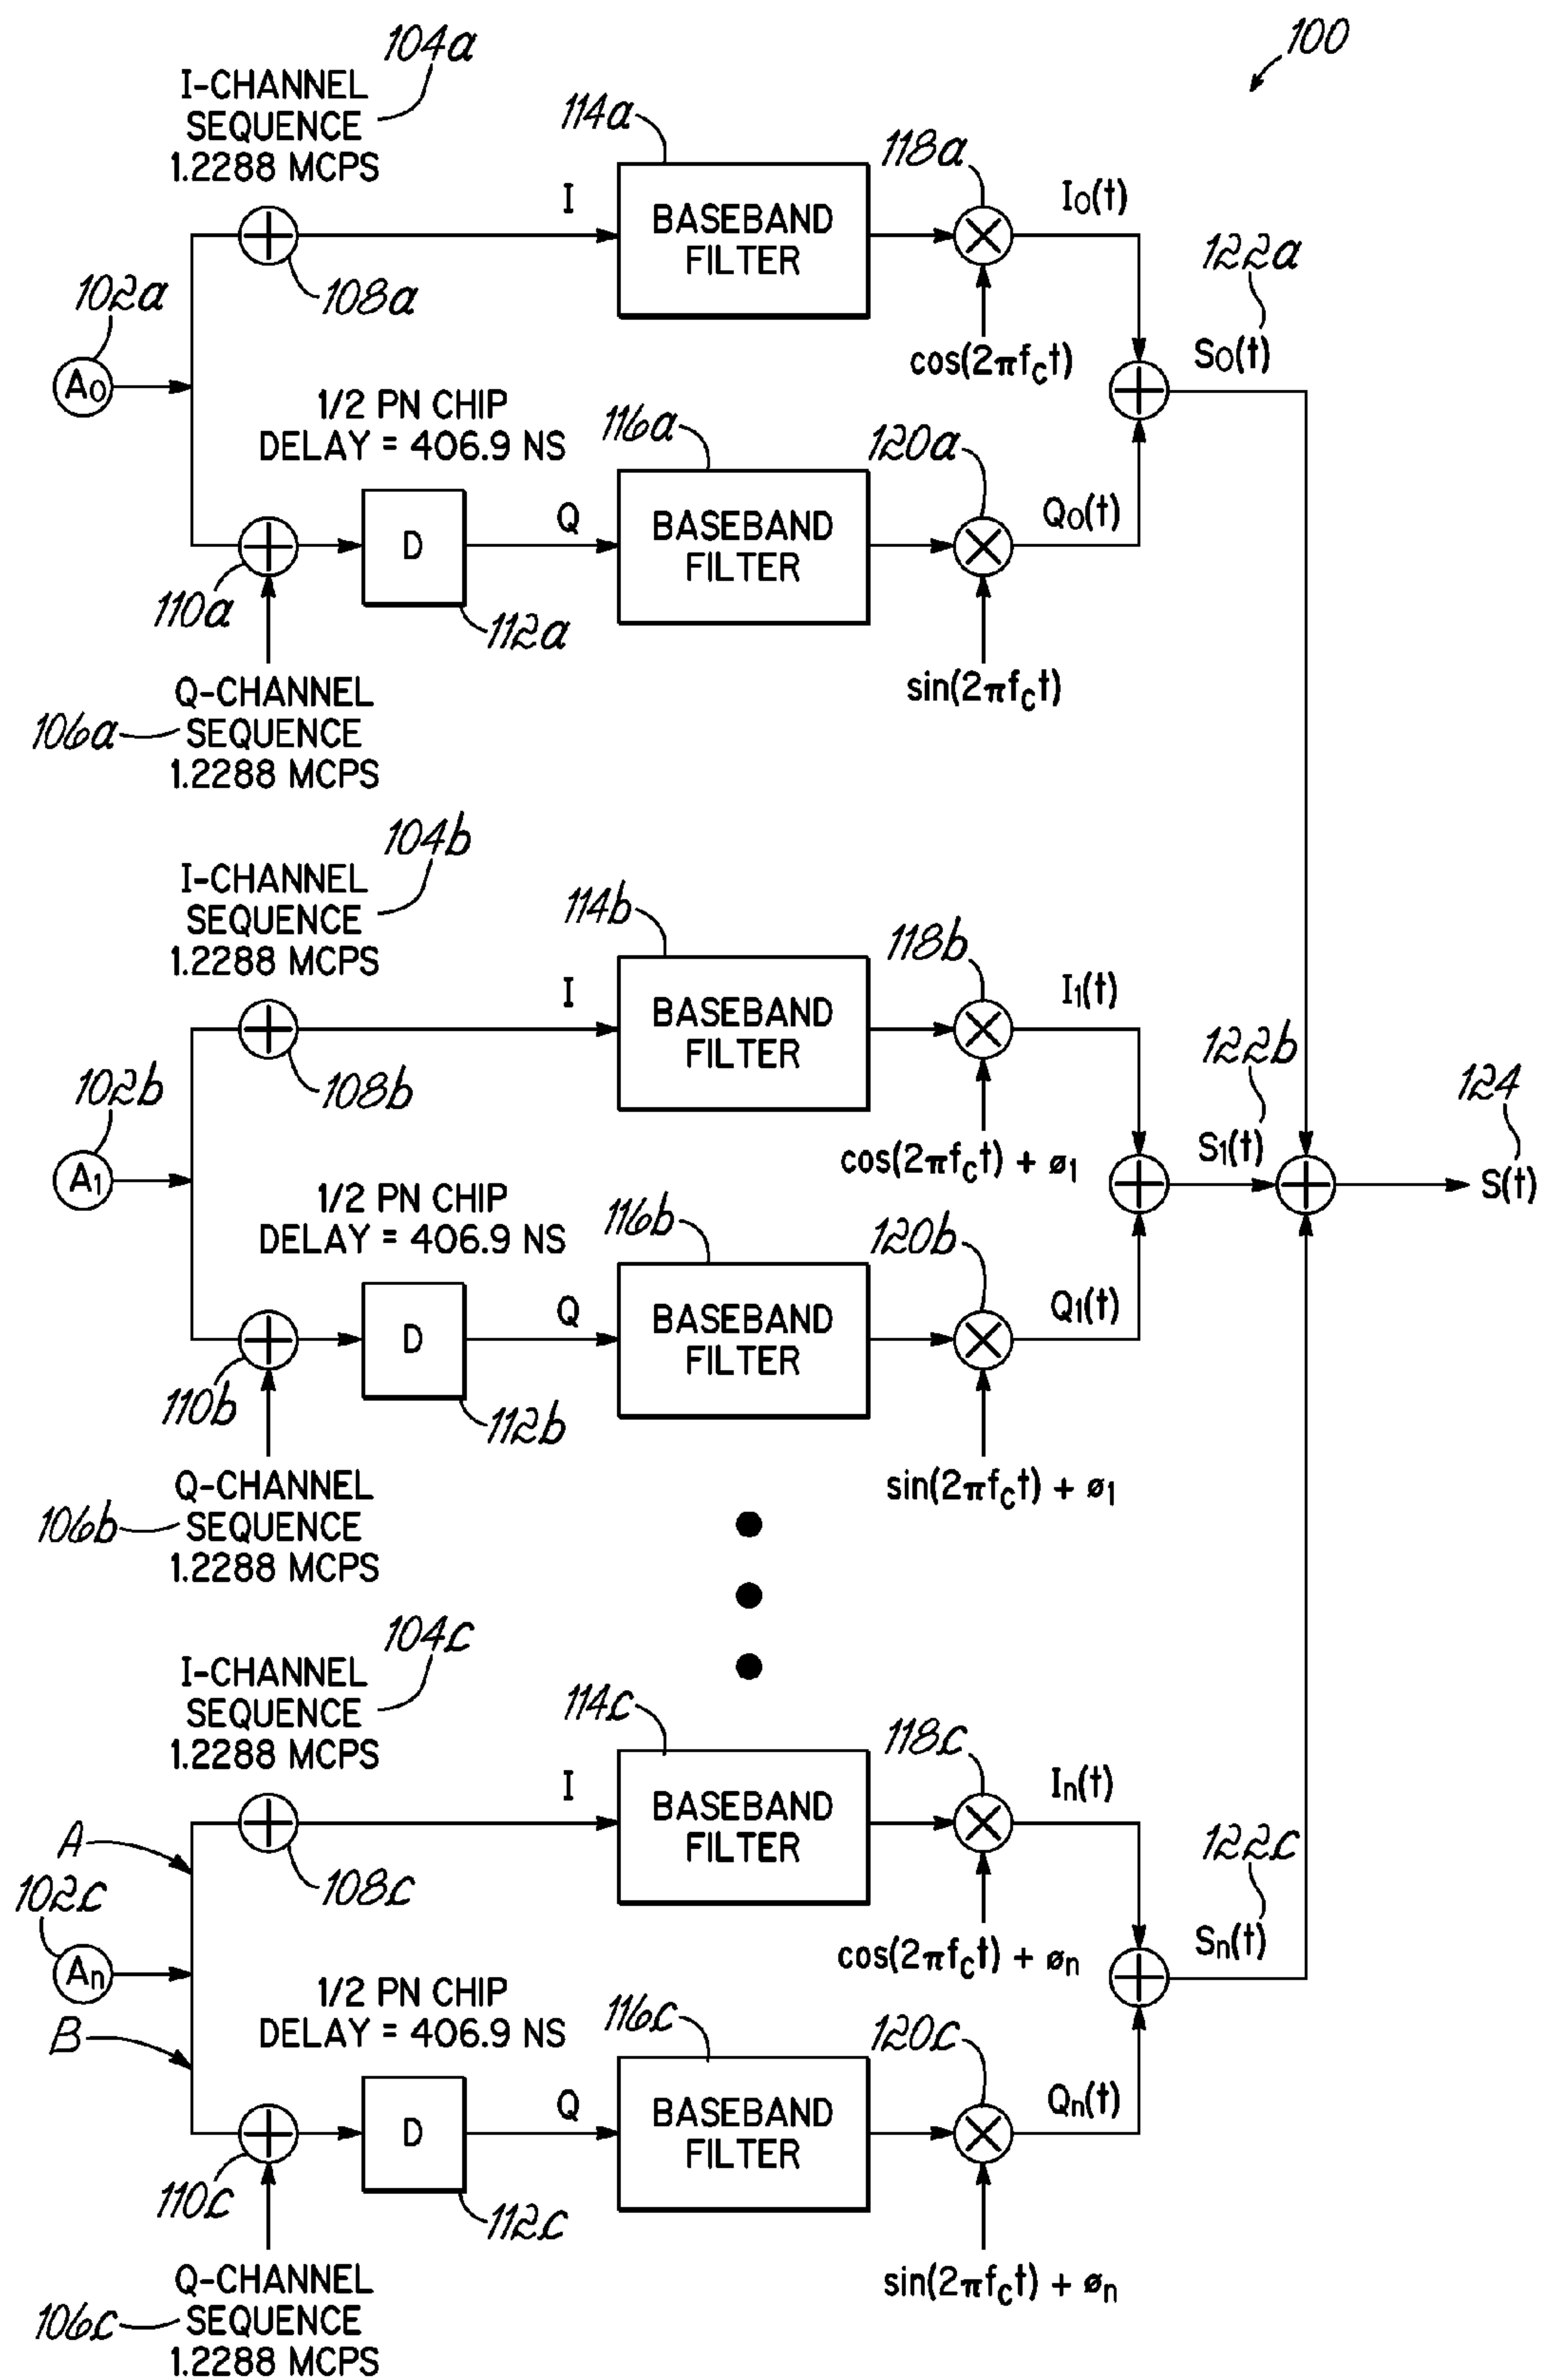 100
104a
I-CHANNEL
SEQUENCE
1.2288 MCPS
114a
118a
I
BASEBAND
FILTER
I0(t)
122a
102a
108a
cos(2πfct)
S0(t)
A0
1/2 PN CHIP
DELAY = 406.9 NS
116a
120a
Q
D
BASEBAND
FILTER
Q0(t)
110a
112a
Q-CHANNEL
SEQUENCE
1.2288 MCPS
106a
sin(2πfct)
104b
I-CHANNEL
SEQUENCE
1.2288 MCPS
114b
118b
I
BASEBAND
FILTER
I1(t)
122b
124
102b
108b
cos(2πfct) + ø1
S1(t)
S(t)
A1
1/2 PN CHIP
DELAY = 406.9 NS
116b
120b
Q
D
BASEBAND
FILTER
Q1(t)
110b
112b
Q-CHANNEL
SEQUENCE
1.2288 MCPS
106b
sin(2πfct) + ø1
104c
I-CHANNEL
SEQUENCE
1.2288 MCPS
114c
118c
I
BASEBAND
FILTER
In(t)
122c
A
102c
108c
cos(2πfct) + øn
Sn(t)
An
B
1/2 PN CHIP
DELAY = 406.9 NS
116c
120c
Q
D
BASEBAND
FILTER
Qn(t)
110c
112c
Q-CHANNEL
SEQUENCE
1.2288 MCPS
106c
sin(2πfct) + øn